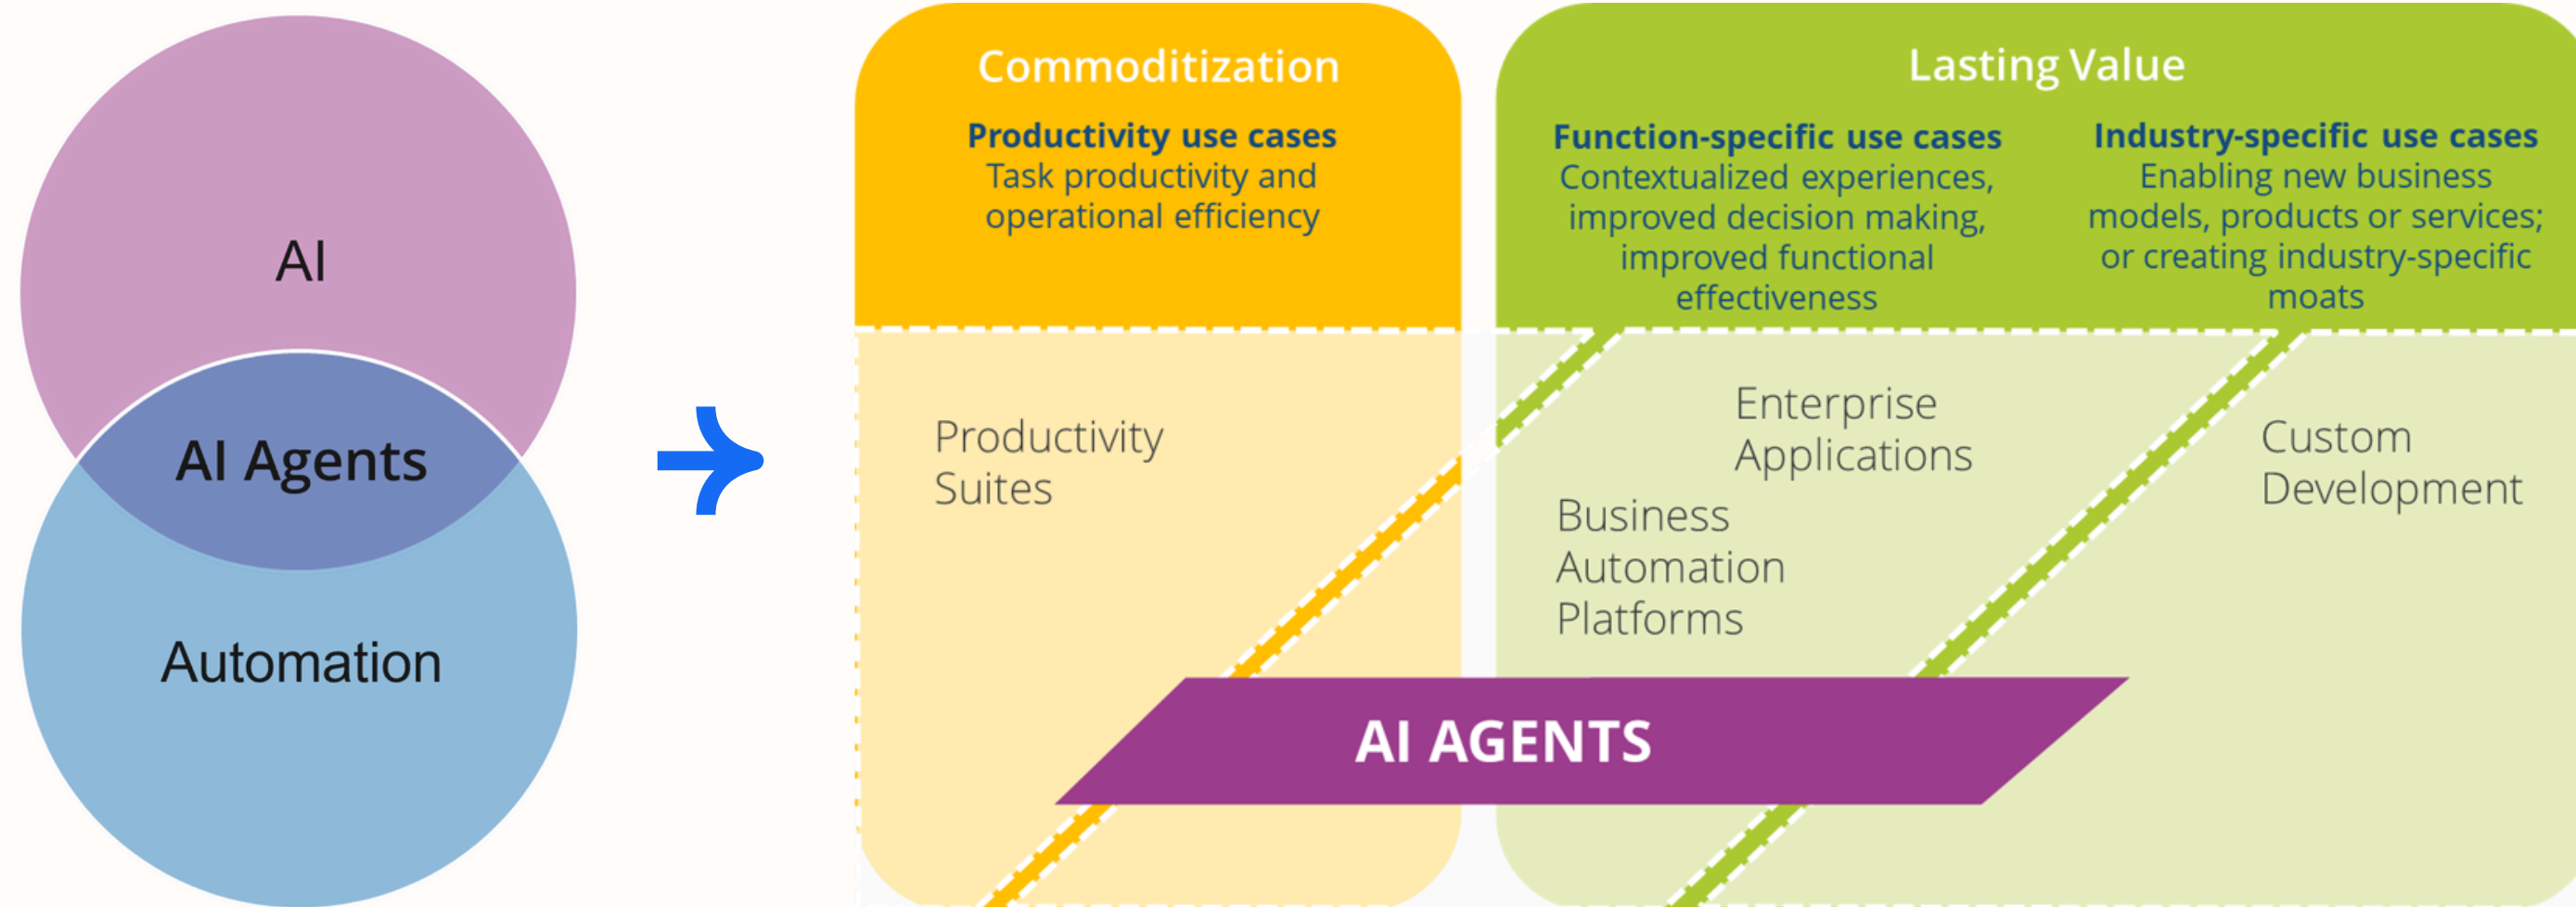 AI
AI Agents
Automation
Commoditization
Productivity use cases
Task productivity and
operational efficiency
Lasting Value
Function-specific use cases
Contextualized experiences,
improved decision making,
improved functional
effectiveness
Industry-specific use cases
Enabling new business
models, products or services;
or creating industry-specific
moats
Productivity
Suites
Enterprise
Applications
Business
Automation
Platforms
Custom
Development
AI AGENTS